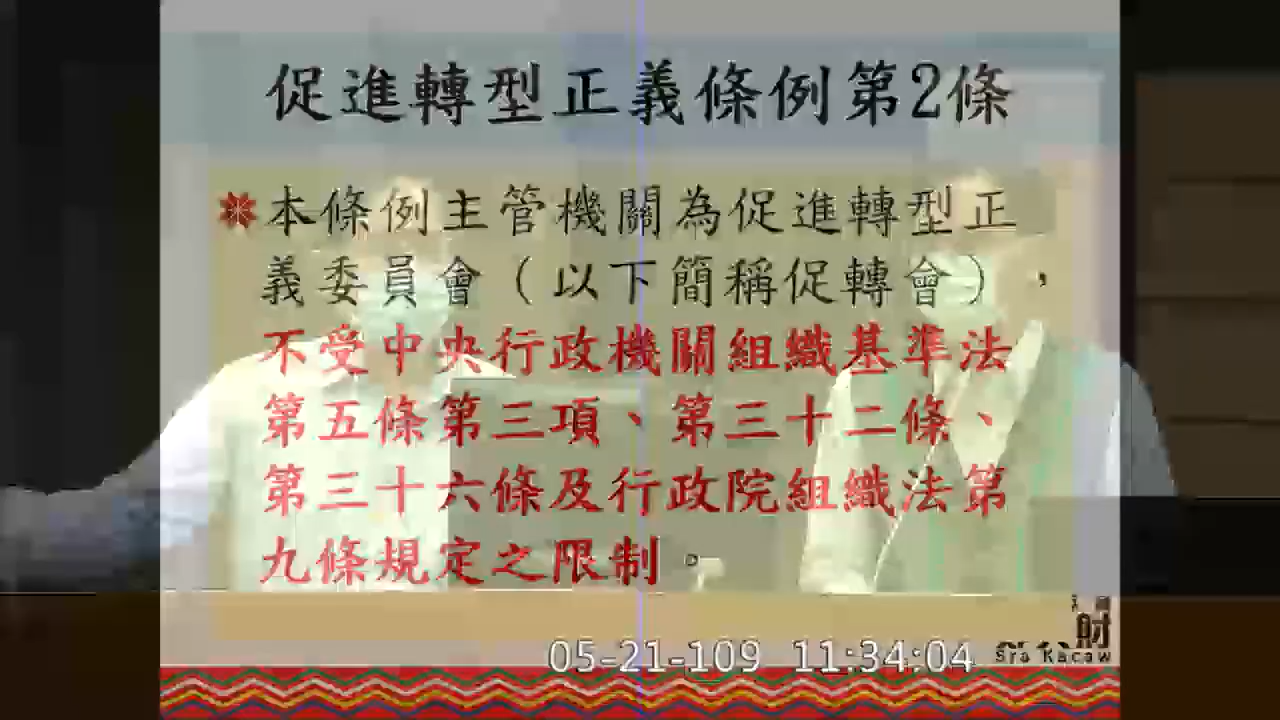 促進轉型正義條例第2條
本條例主管機關為促進轉型正
義委員會（以下簡稱促轉會），
不受中央行政機關組織基準法
第五條第三項、第三十二條、
第三十六條及行政院組織法第
九條規定之限制。
財
05-21-109 11:34:04
Sra Kacaw